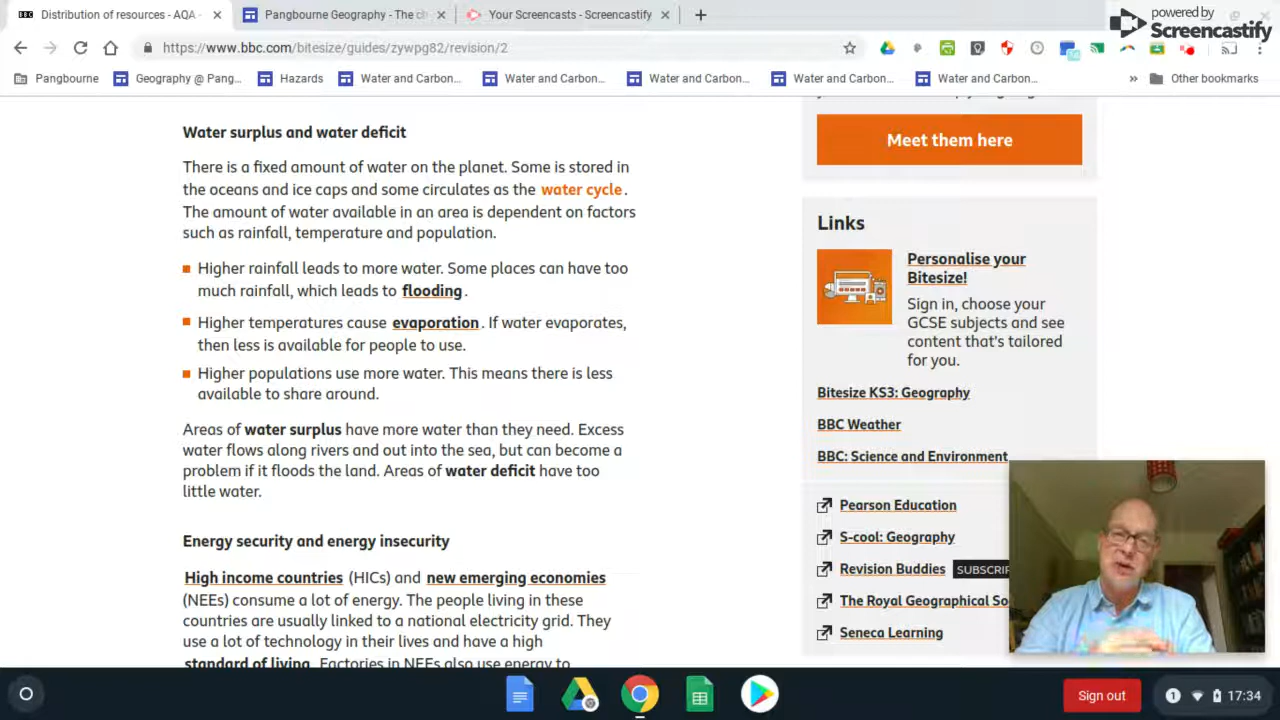 Distribution of resources - AQA -
Pangbourne Geography - The ch
Your Screencasts - Screencastify
powered by
Screencastify
https://www.bbc.com/bitesize/guides/zywpg82/revision/2
Pangbourne
Geography @ Pang...
Hazards
Water and Carbon...
Water and Carbon...
Water and Carbon...
Water and Carbon...
Water and Carbon...
»
Other bookmarks
Water surplus and water deficit
There is a fixed amount of water on the planet. Some is stored in
the oceans and ice caps and some circulates as the water cycle.
The amount of water available in an area is dependent on factors
such as rainfall, temperature and population.
Higher rainfall leads to more water. Some places can have too
much rainfall, which leads to flooding.
Higher temperatures cause evaporation. If water evaporates,
then less is available for people to use.
Higher populations use more water. This means there is less
available to share around.
Areas of water surplus have more water than they need. Excess
water flows along rivers and out into the sea, but can become a
problem if it floods the land. Areas of water deficit have too
little water.
Energy security and energy insecurity
High income countries (HICs) and new emerging economies
(NEEs) consume a lot of energy. The people living in these
countries are usually linked to a national electricity grid. They
use a lot of technology in their lives and have a high
standard of living. Factories in NEEs also use energy to
Meet them here
Links
Personalise your
Bitesize!
Sign in, choose your
GCSE subjects and see
content that's tailored
for you.
Bitesize KS3: Geography
BBC Weather
BBC: Science and Environment
Pearson Education
S-cool: Geography
Revision Buddies SUBSCRIP
The Royal Geographical So
Seneca Learning
Sign out
1
17:34